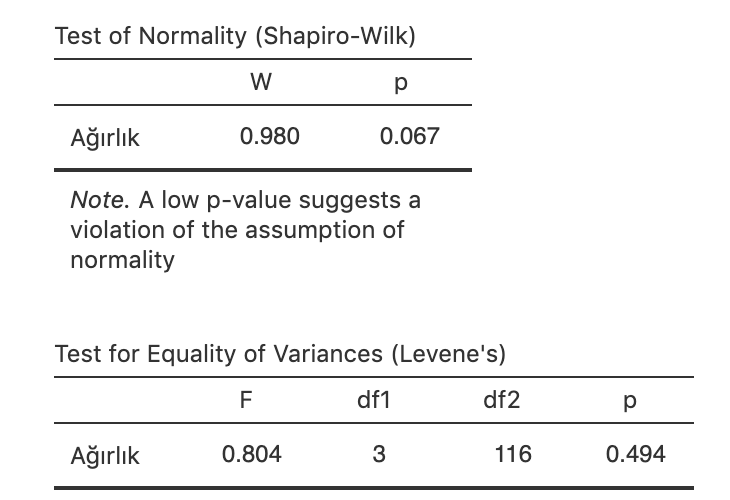 Test of Normality (Shapiro-Wilk)
W p
Ağırlık 0.980 0.067
Note. A low p-value suggests a
violation of the assumption of
normality
Test for Equality of Variances (Levene's)
F df1 df2 p
Ağırlık 0.804 3 116 0.494